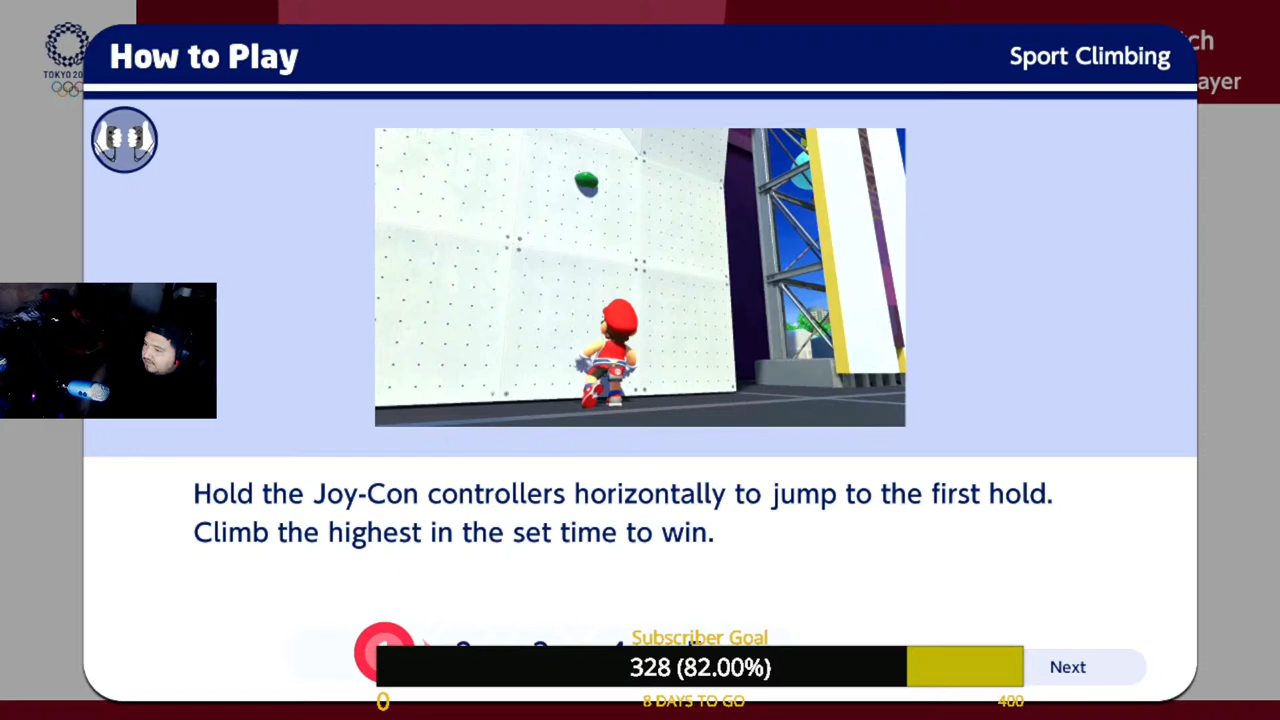 How to Play
Sport Climbing
TOKYO 20
Hold the Joy-Con controllers horizontally to jump to the first hold.
Climb the highest in the set time to win.
Subscriber Goal
328 (82.00%)
Next
0
8 DAYS TO GO
400